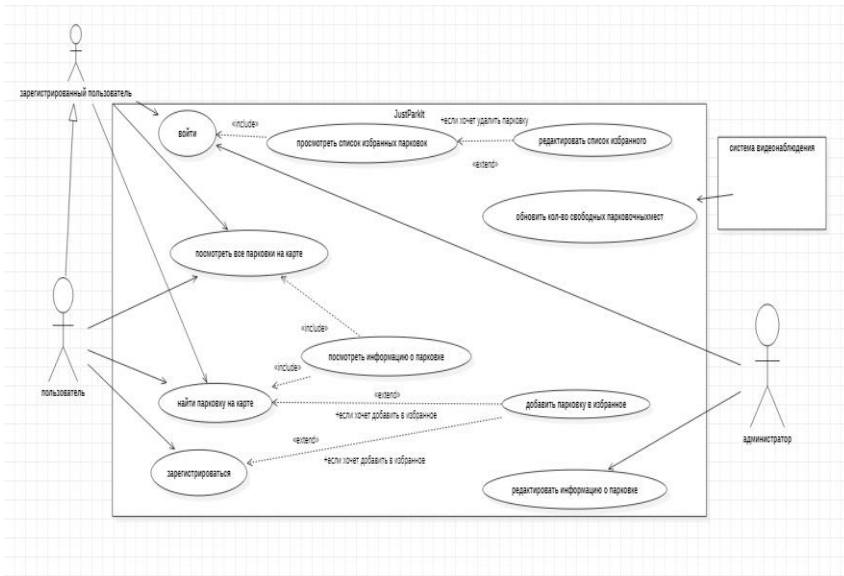 зарегистрированный пользователь
JustParkIt
войти
«include»
+если хочет удалить парковку
просмотреть список избранных парковок
редактировать список избранного
«extend»
система видеонаблюдения
обновить кол-во свободных парковочныхмест
посмотреть все парковки на карте
«include»
посмотреть информацию о парковке
«include»
пользователь
найти парковку на карте
«extend»
добавить парковку в избранное
+если хочет добавить в избранное
«extend»
администратор
+если хочет добавить в избранное
зарегистрироваться
редактировать информацию о парковке